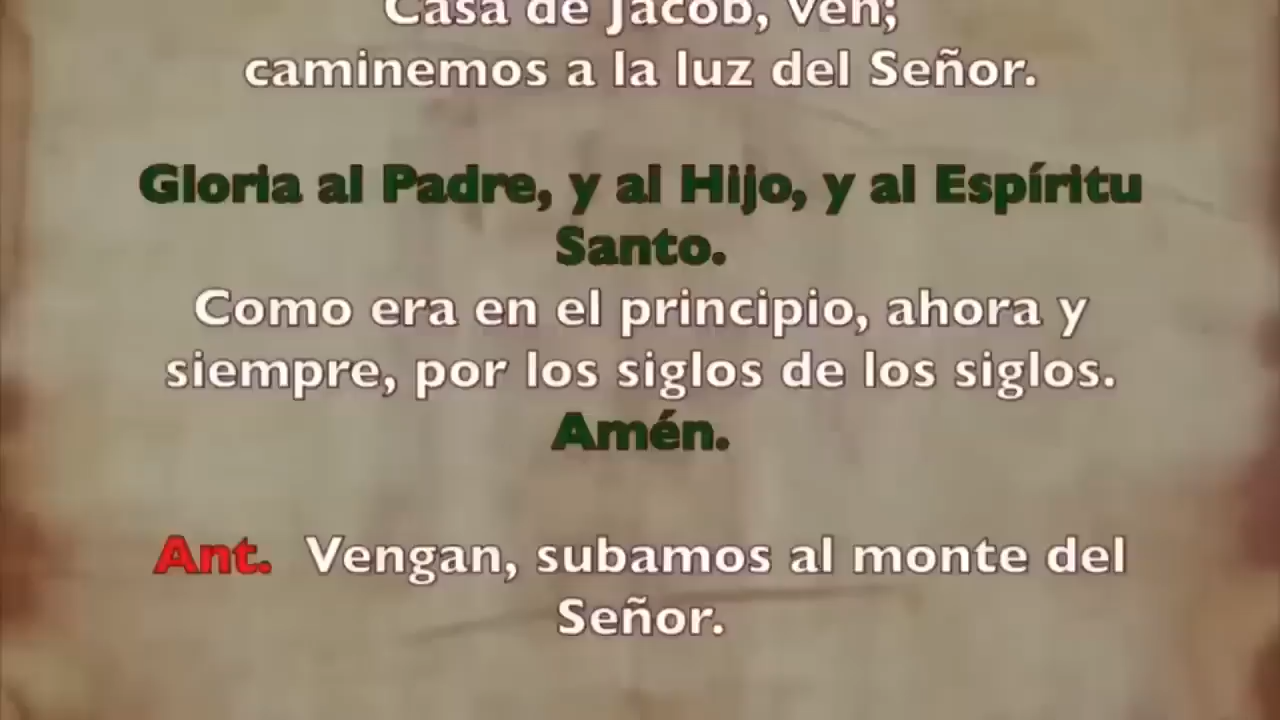 Casa de Jacob, ven;
caminemos a la luz del Señor.
Gloria al Padre, y al Hijo, y al Espíritu
Santo.
Como era en el principio, ahora y
siempre, por los siglos de los siglos.
Amén.
Ant. Vengan, subamos al monte del
Señor.